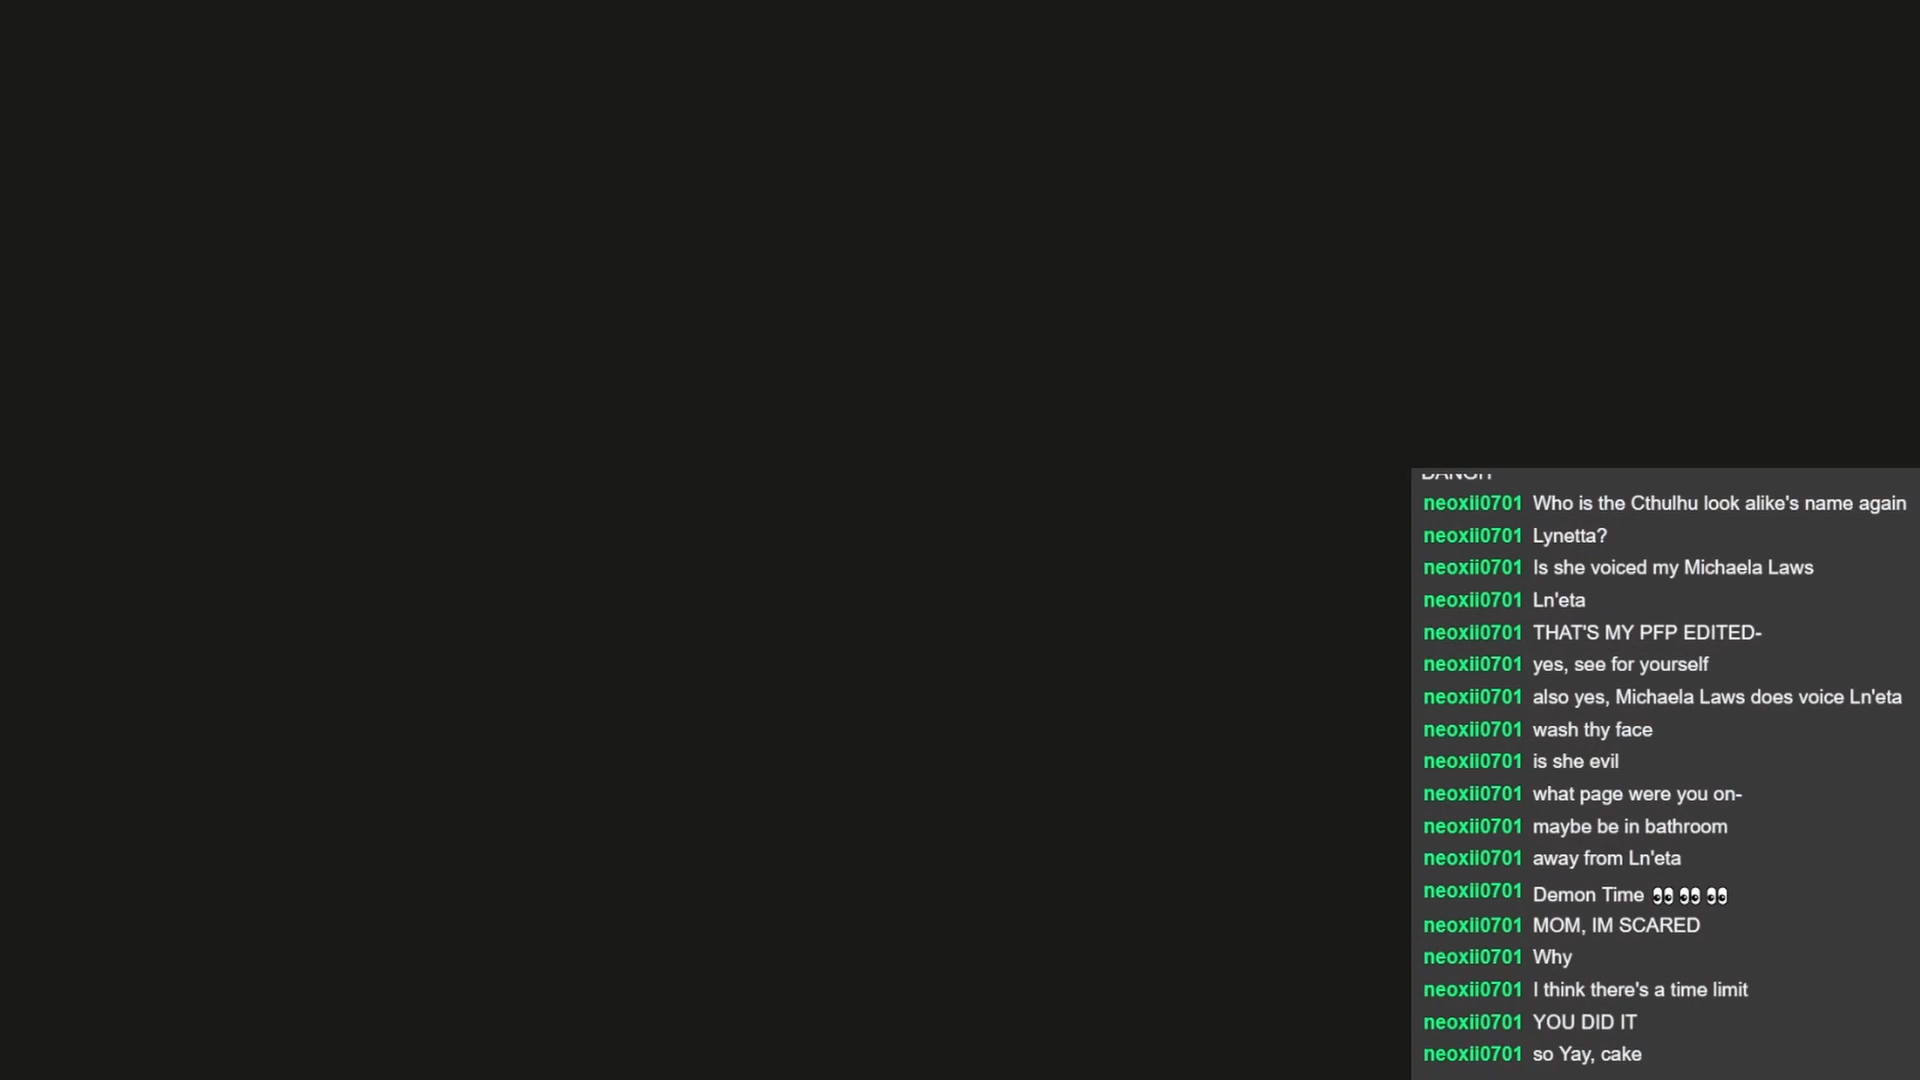 neoxii0701 Who is the Cthulhu look alike's name again
neoxii0701 Lynetta?
neoxii0701 Is she voiced my Michaela Laws
neoxii0701 Ln'eta
neoxii0701 THAT'S MY PFP EDITED-
neoxii0701 yes, see for yourself
neoxii0701 also yes, Michaela Laws does voice Ln'eta
neoxii0701 wash thy face
neoxii0701 is she evil
neoxii0701 what page were you on-
neoxii0701 maybe be in bathroom
neoxii0701 away from Ln'eta
neoxii0701 Demon Time 👀 👀 👀
neoxii0701 MOM, IM SCARED
neoxii0701 Why
neoxii0701 I think there's a time limit
neoxii0701 YOU DID IT
neoxii0701 so Yay, cake